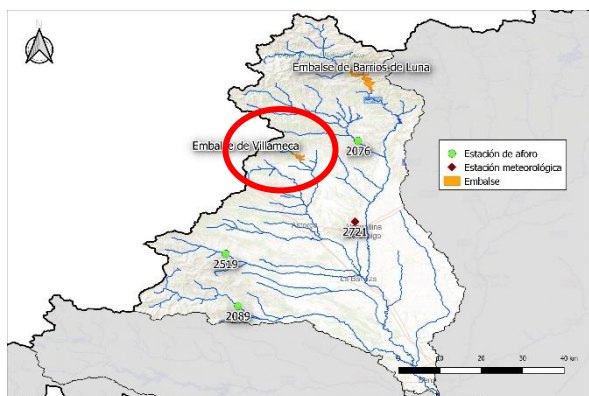 Embalse de Barrios de Luna
Embalse de Villameca
2076
Estación de aforo
Estación meteorológica
Embalse
2721
2519
2089
0 10 20 30 40 km